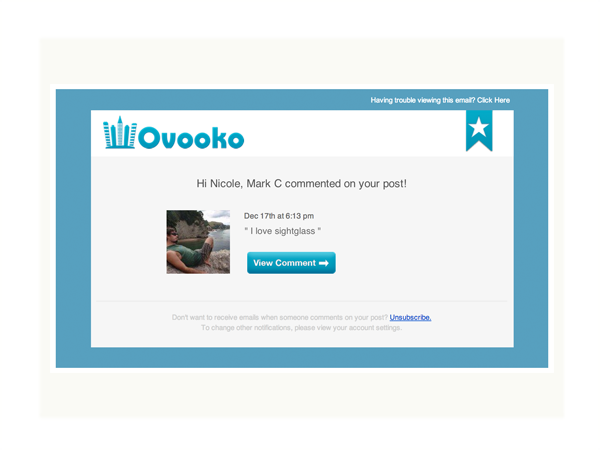 Having trouble viewing this email? Click Here
Ovooko
Hi Nicole, Mark C commented on your post!
Dec 17th at 6:13 pm
" I love sightglass "
View Comment
Don't want to receive emails when someone comments on your post? Unsubscribe.
To change other notifications, please view your account settings.